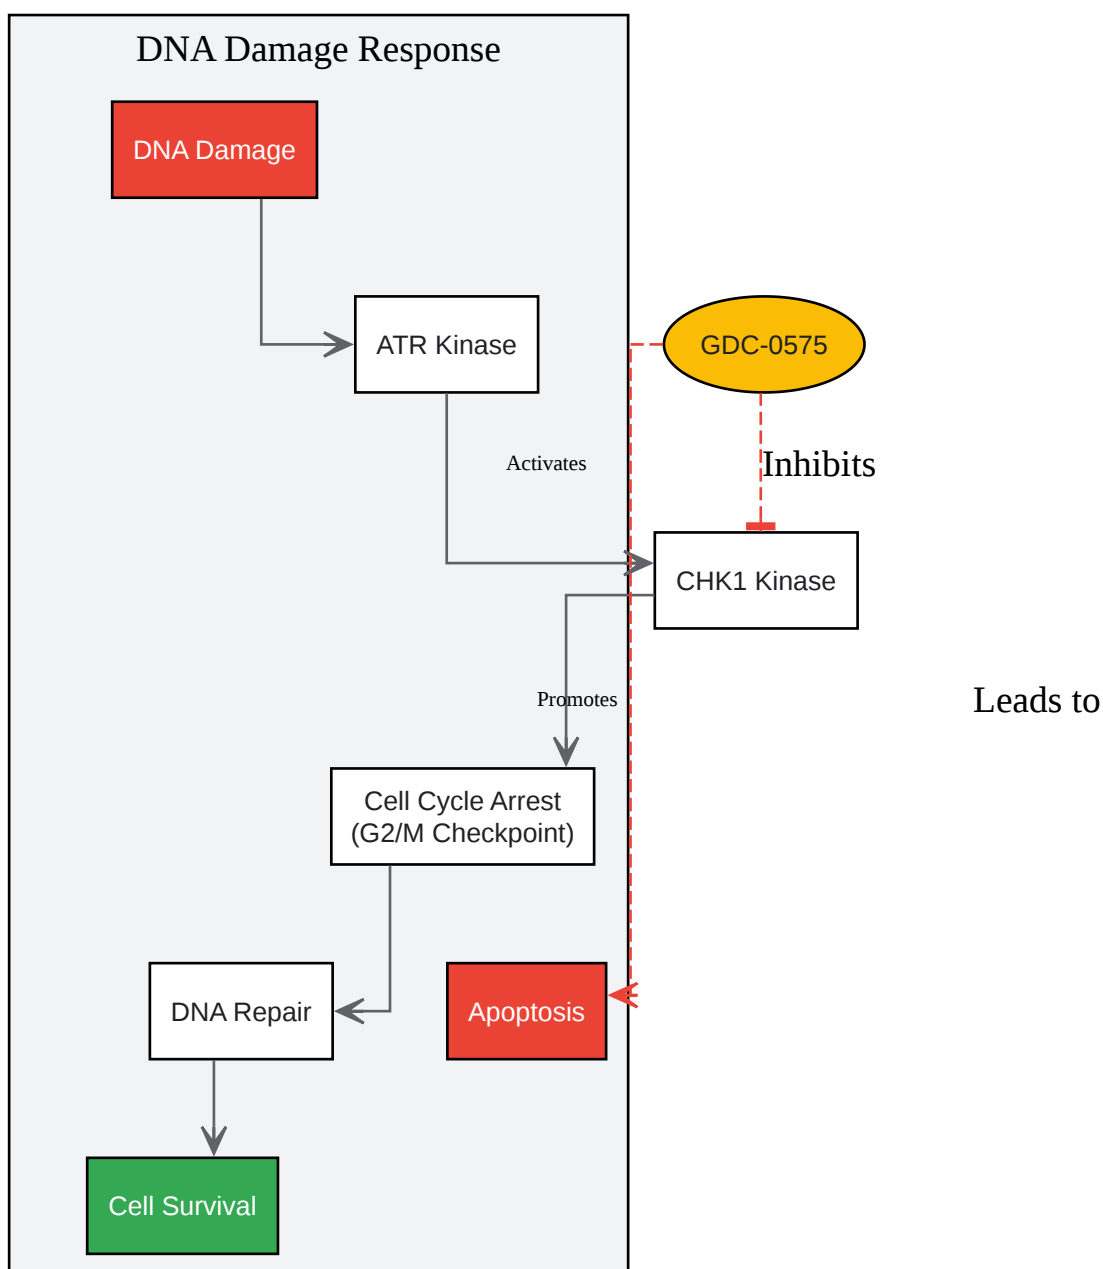 DNA Damage Response
DNA Damage
ATR Kinase
GDC-0575
Activates
Inhibits
CHK1 Kinase
Promotes
Leads to
Cell Cycle Arrest
(G2/M Checkpoint)
DNA Repair
Apoptosis
Cell Survival